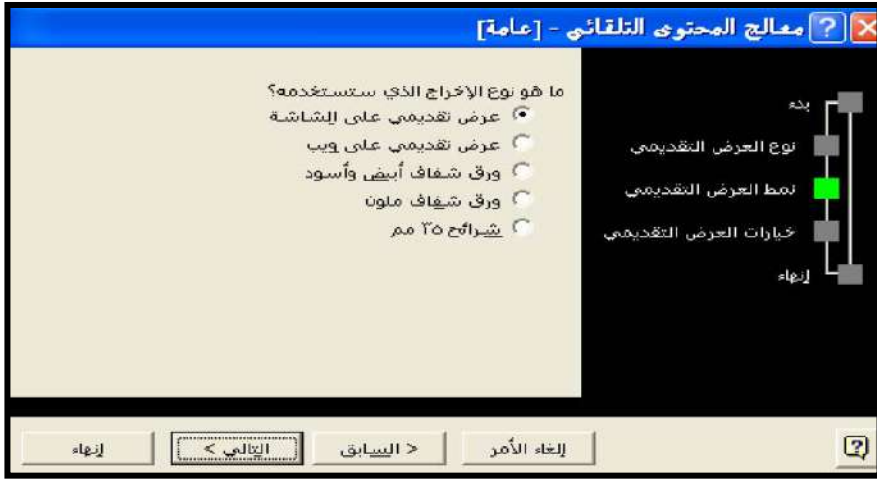 معالج المحتوى التلقائي - [عامة]
بدء
نوع العرض التقديمي
نمط العرض التقديمي
خيارات العرض التقديمي
إنهاء
ما هو نوع الإخراج الذي ستستخدمه؟
عرض تقديمي على الشاشة
عرض تقديمي على ويب
ورق شفاف أبيض وأسود
ورق شفاف ملون
شرائح ٣٥ مم
إلغاء الأمر
< السابق
التالي >
إنهاء